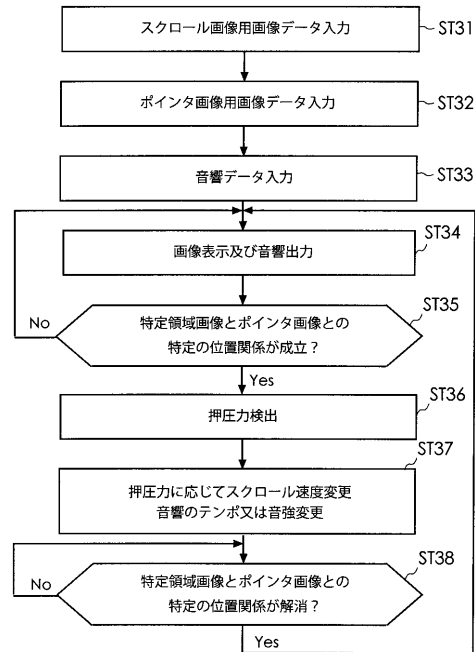 スクロール画像用画像データ入力
ST31
ポインタ画像用画像データ入力
ST32
音響データ入力
ST33
ST34
画像表示及び音響出力
ST35
No
特定領域画像とポインタ画像との
特定の位置関係が成立？
Yes
ST36
押圧力検出
ST37
押圧力に応じてスクロール速度変更
音響のテンポ又は音強変更
ST38
No
特定領域画像とポインタ画像との
特定の位置関係が解消？
Yes